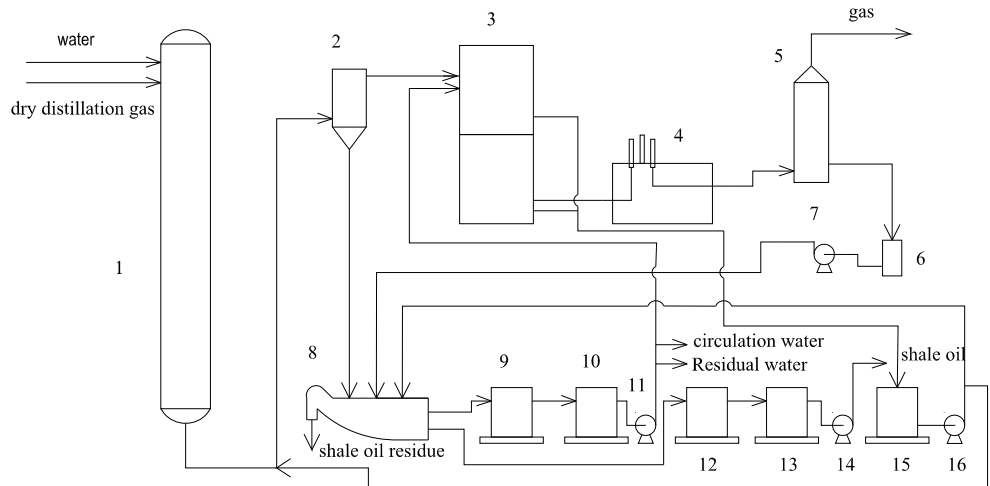 gas
3
water
2
5
dry distillation gas
4
7
6
1
circulation water
8
9
10
shale oil
Residual water
11
shale oil residue
12
13
14
15
16